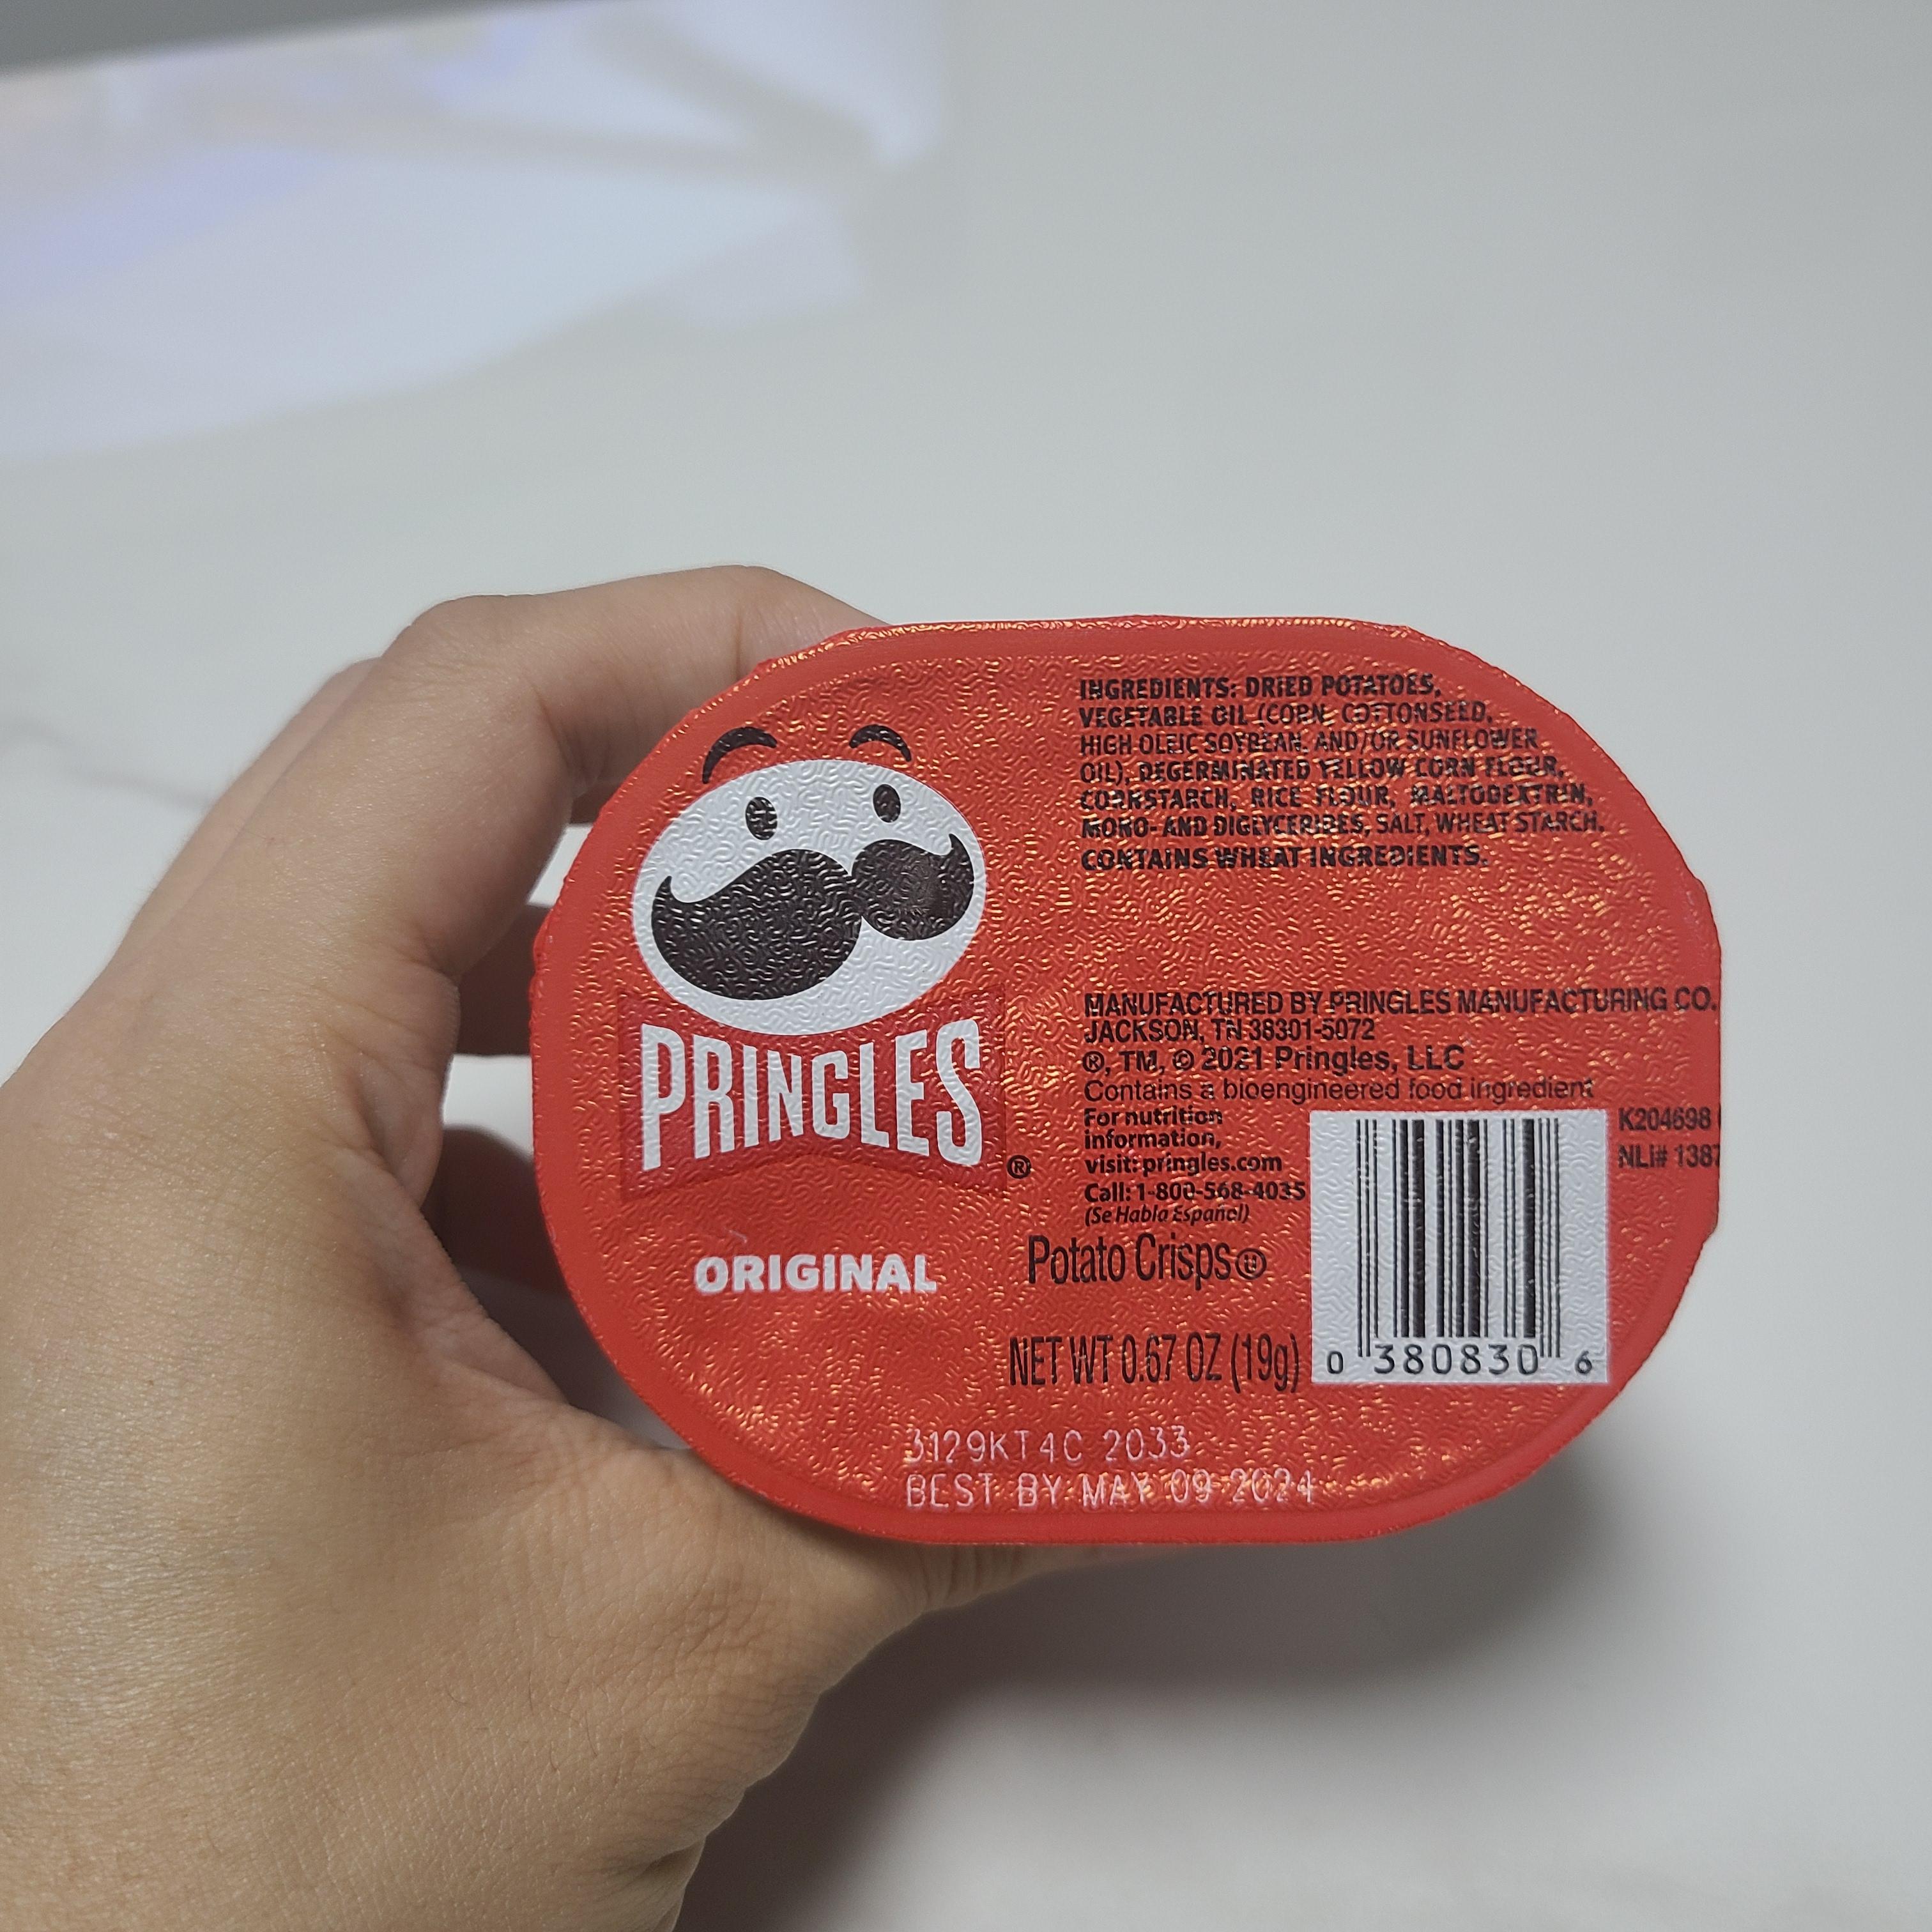 PRINGLES
®
ORIGINAL
INGREDIENTS: DRIED POTATOES,
VEGETABLE OIL (CORN, COTTONSEED,
HIGH OLEIC SOYBEAN, AND/OR SUNFLOWER
OIL), DEGERMINATED YELLOW CORN FLOUR,
CORNSTARCH, RICE FLOUR, MALTODEXTRIN,
MONO- AND DIGLYCERIDES, SALT, WHEAT STARCH.
CONTAINS WHEAT INGREDIENTS.
MANUFACTURED BY PRINGLES MANUFACTURING CO.
JACKSON, TN 38301-5072
®, TM, © 2021 Pringles, LLC
Contains a bioengineered food ingredient
For nutrition
information,
visit: pringles.com
Call: 1-800-568-4035
(Se Habla Español)
K204698
NLI# 1387
Potato Crisps Ⓤ
NET WT 0.67 OZ (19g)
0 380830 6
3129KT4C 2033
BEST BY MAY 09 2024